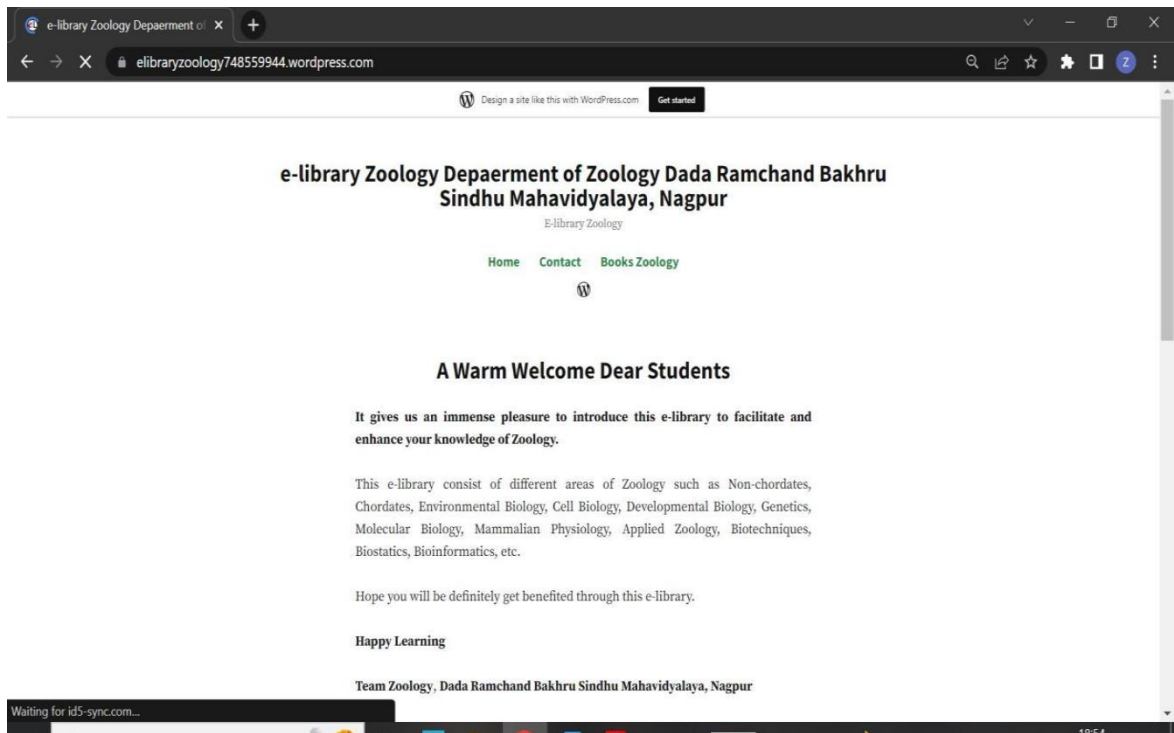 e-library Zoology Depaerment of
elibraryzoology748559944.wordpress.com
Z
Design a site like this with WordPress.com
Get started
e-library Zoology Depaerment of Zoology Dada Ramchand Bakhru
Sindhu Mahavidyalaya, Nagpur
E-library Zoology
Home Contact Books Zoology
A Warm Welcome Dear Students
It gives us an immense pleasure to introduce this e-library to facilitate and
enhance your knowledge of Zoology.
This e-library consist of different areas of Zoology such as Non-chordates,
Chordates, Environmental Biology, Cell Biology, Developmental Biology, Genetics,
Molecular Biology, Mammalian Physiology, Applied Zoology, Biotechniques,
Biostatics, Bioinformatics, etc.
Hope you will be definitely get benefited through this e-library.
Happy Learning
Team Zoology, Dada Ramchand Bakhru Sindhu Mahavidyalaya, Nagpur
Waiting for id5-sync.com...